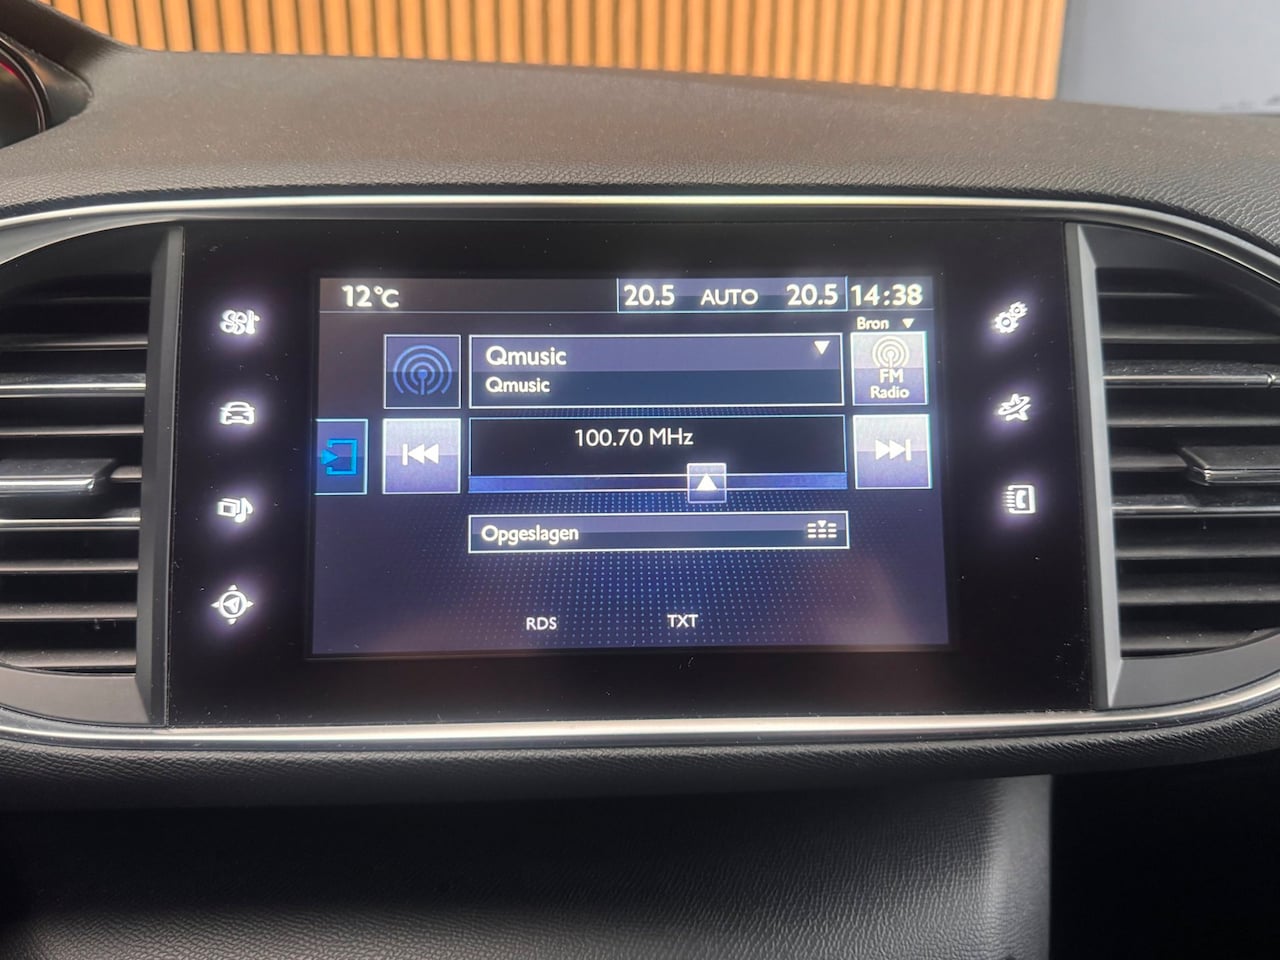 12°C
20.5 AUTO 20.5 14:38
Bron
Qmusic
Qmusic
FM
Radio
100.70 MHz
Opgeslagen
RDS TXT